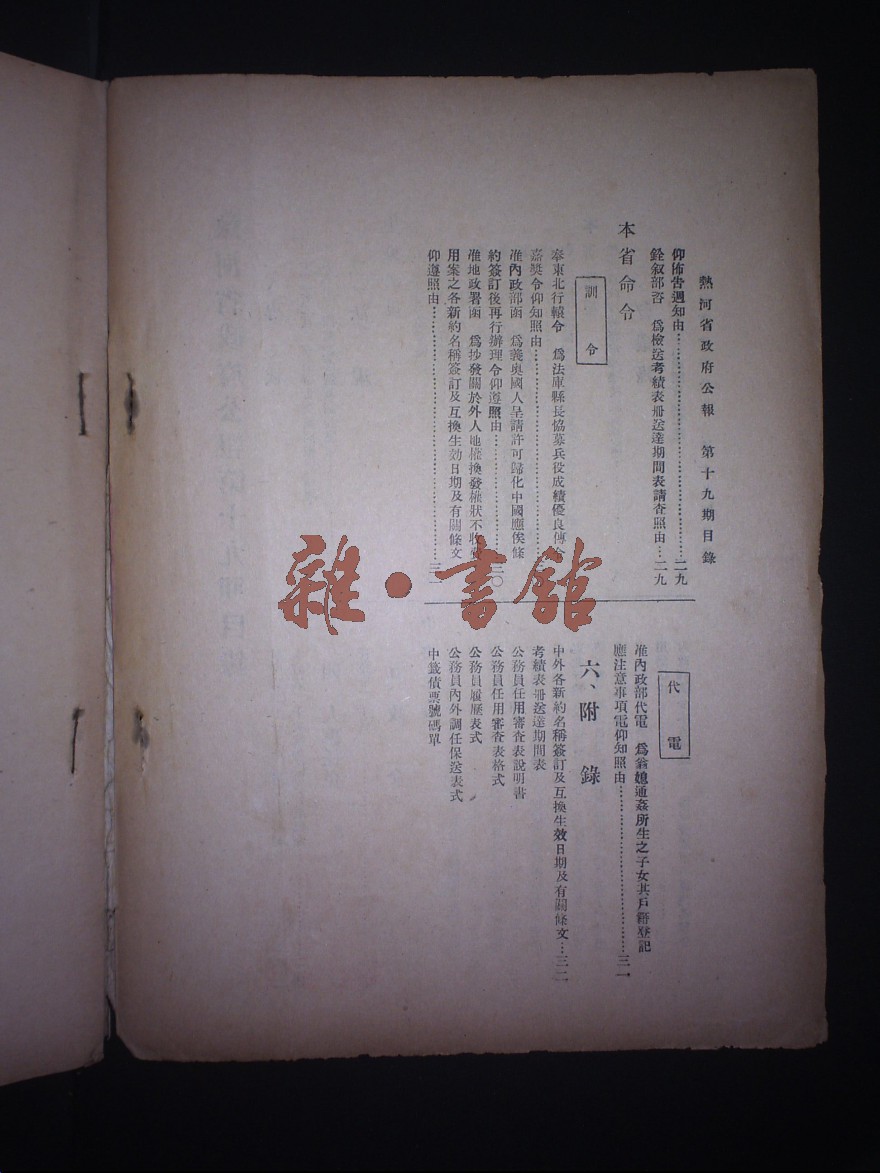 熱河省政府公報　第十九期目錄
仰佈告週知由……二九
銓叙部咨　爲檢送考績表册送達期間表請查照由…二九
本省命令
訓令
奉東北行轅令　爲法庫縣長協募兵役成績優良傳令
嘉獎令仰知照由……
准內政部函　爲義奧國人呈請許可歸化中國應俟條
約簽訂後再行辦理令仰遵照由……三〇
准地政署函　爲抄發關於外人地權換發權狀不收費
用案之各新約名稱簽訂及互換生効日期及有關條文
仰遵照由……三一
代電
准內政部代電　爲翁媳通姦所生之子女其戶籍登記
應注意事項電仰知照由……三一
六、附錄
中外各新約名稱簽訂及互換生效日期及有關條文…三二
考績表册送達期間表
公務員任用審查表說明書
公務員任用審查表格式
公務員履歷表式
公務員內外調任保送表式
中籤債票號碼單
雜·書館